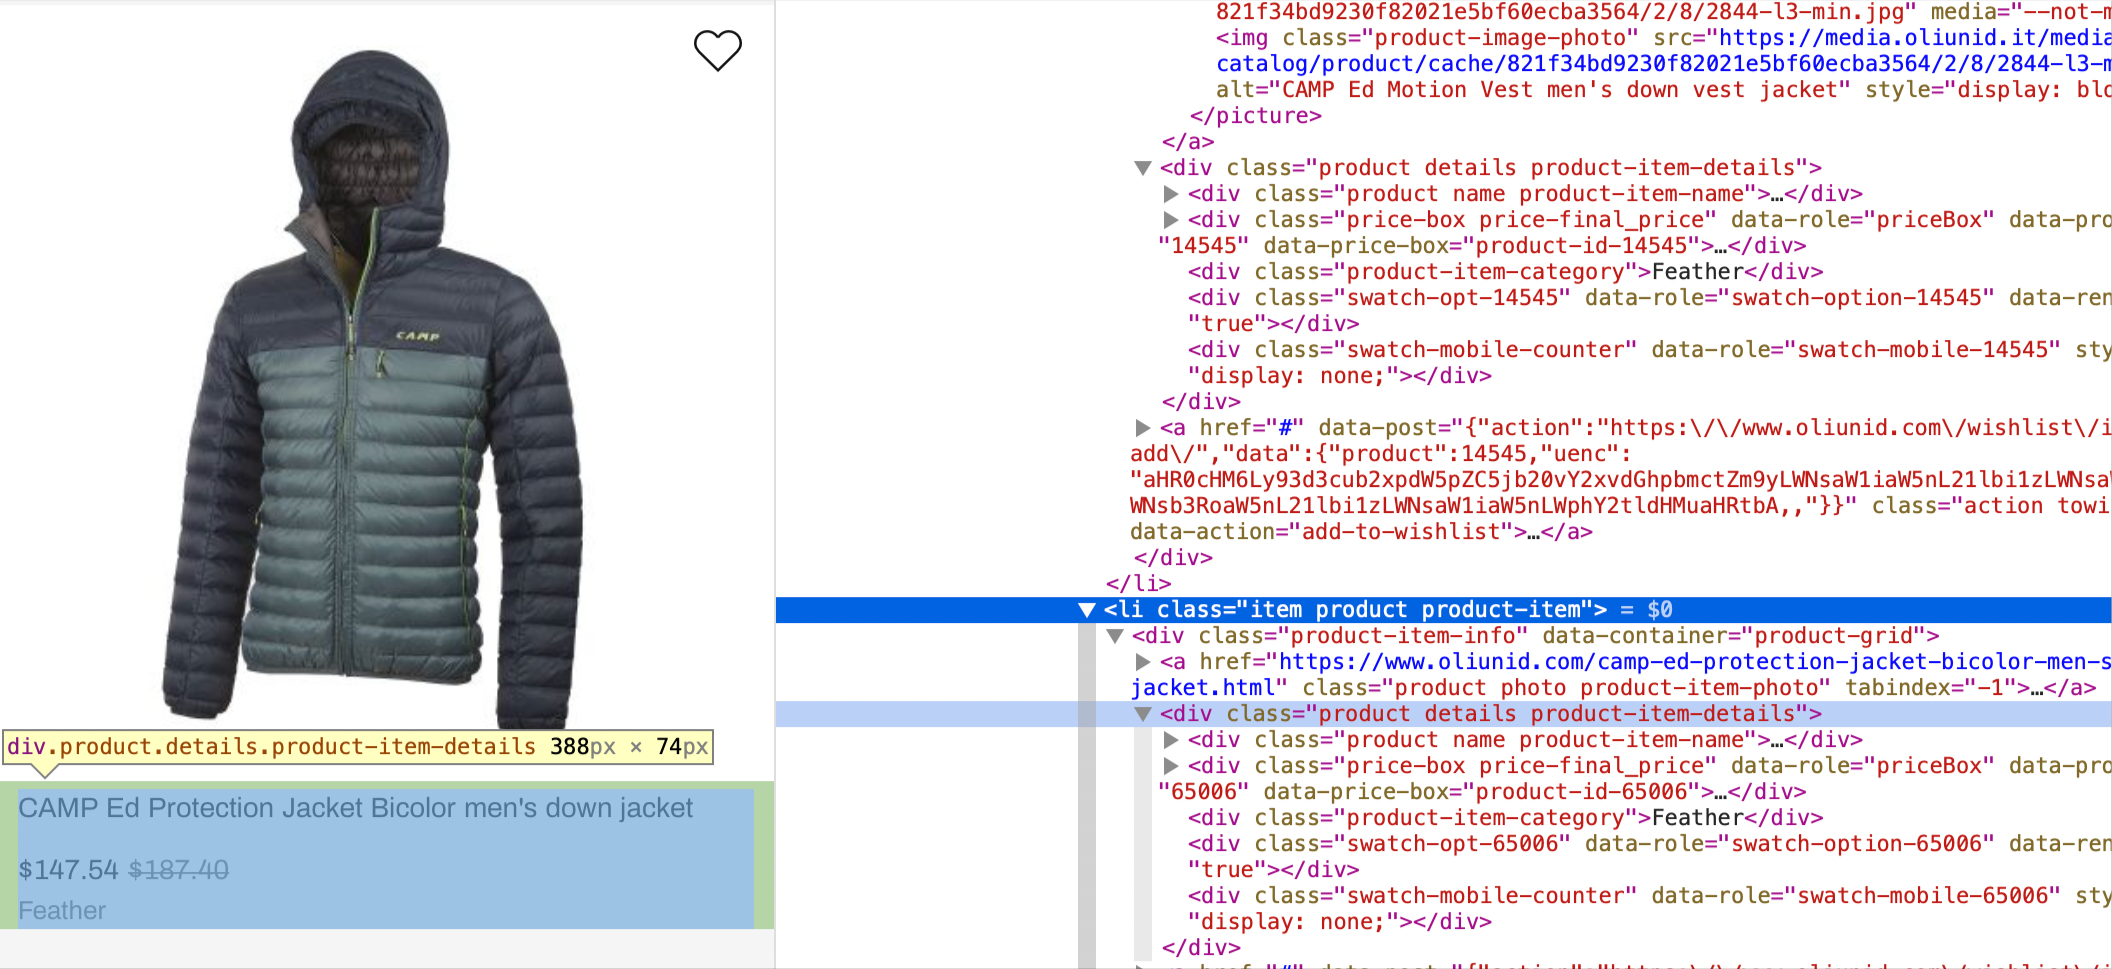 CAMP
div.product.details.product-item-details 388px × 74px
CAMP Ed Protection Jacket Bicolor men's down jacket
$147.54 $187.40
Feather
821f34bd9230f82021e5bf60ecba3564/2/8/2844-l3-min.jpg" media="--not-m
<img class="product-image-photo" src="https://media.oliunid.it/media
catalog/product/cache/821f34bd9230f82021e5bf60ecba3564/2/8/2844-l3-m
alt="CAMP Ed Motion Vest men's down vest jacket" style="display: blo
</picture>
</a>
<div class="product details product-item-details">
<div class="product name product-item-name">…</div>
<div class="price-box price-final_price" data-role="priceBox" data-pro
"14545" data-price-box="product-id-14545">…</div>
<div class="product-item-category">Feather</div>
<div class="swatch-opt-14545" data-role="swatch-option-14545" data-ren
"true"></div>
<div class="swatch-mobile-counter" data-role="swatch-mobile-14545" sty
"display: none;"></div>
</div>
<a href="#" data-post="{"action":"https:\/\/www.oliunid.com\/wishlist\/i
add\/","data":{"product":14545,"uenc":
"aHR0cHM6Ly93d3cub2xpdW5pZC5jb20vY2xvdGhpbmctZm9yLWNsaW1iaW5nL21lbi1zLWNsaW
WNsb3RoaW5nL21lbi1zLWNsaW1iaW5nLWphY2tldHMuaHRtbA,,"}}" class="action towi
data-action="add-to-wishlist">…</a>
</div>
</li>
<li class="item product product-item"> = $0
<div class="product-item-info" data-container="product-grid">
<a href="https://www.oliunid.com/camp-ed-protection-jacket-bicolor-men-s
jacket.html" class="product photo product-item-photo" tabindex="-1">…</a>
<div class="product details product-item-details">
<div class="product name product-item-name">…</div>
<div class="price-box price-final_price" data-role="priceBox" data-pro
"65006" data-price-box="product-id-65006">…</div>
<div class="product-item-category">Feather</div>
<div class="swatch-opt-65006" data-role="swatch-option-65006" data-ren
"true"></div>
<div class="swatch-mobile-counter" data-role="swatch-mobile-65006" sty
"display: none;"></div>
</div>